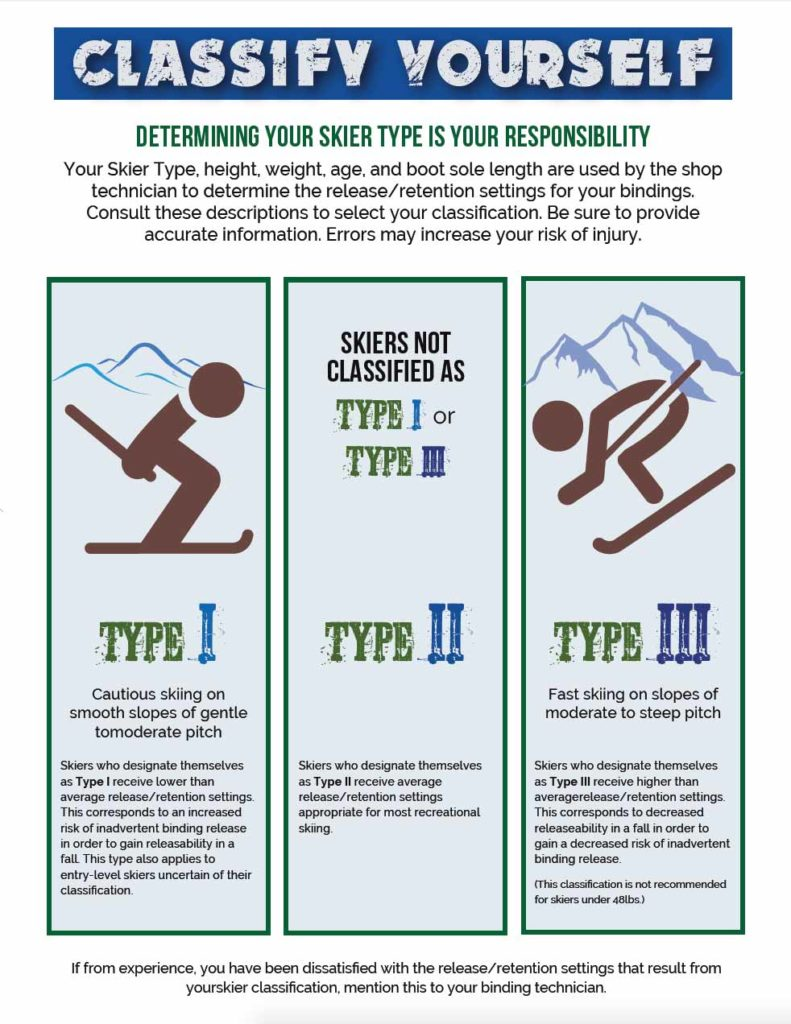 CLASSIFY YOURSELF
DETERMINING YOUR SKIER TYPE IS YOUR RESPONSIBILITY
Your Skier Type, height, weight, age, and boot sole length are used by the shop
technician to determine the release/retention settings for your bindings.
Consult these descriptions to select your classification. Be sure to provide
accurate information. Errors may increase your risk of injury.
TYPE I
Cautious skiing on
smooth slopes of gentle
tomoderate pitch
Skiers who designate themselves
as Type I receive lower than
average release/retention settings.
This corresponds to an increased
risk of inadvertent binding release
in order to gain releasability in a
fall. This type also applies to
entry-level skiers uncertain of their
classification.
SKIERS NOT
CLASSIFIED AS
TYPE I or
TYPE III
TYPE II
Skiers who designate themselves
as Type II receive average
release/retention settings
appropriate for most recreational
skiing.
TYPE III
Fast skiing on slopes of
moderate to steep pitch
Skiers who designate themselves
as Type III receive higher than
averagerelease/retention settings.
This corresponds to decreased
releaseability in a fall in order to
gain a decreased risk of inadvertent
binding release.
(This classification is not recommended
for skiers under 48lbs.)
If from experience, you have been dissatisfied with the release/retention settings that result from
yourskier classification, mention this to your binding technician.